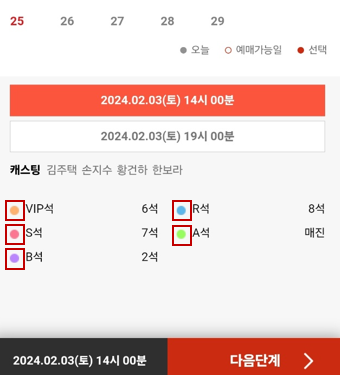 25 26 27 28 29
오늘 예매가능일 선택
2024.02.03(토) 14시 00분
2024.02.03(토) 19시 00분
캐스팅 김주택 손지수 황건하 한보라
VIP석 6석 R석 8석
S석 7석 A석 매진
B석 2석
2024.02.03(토) 14시 00분 다음단계